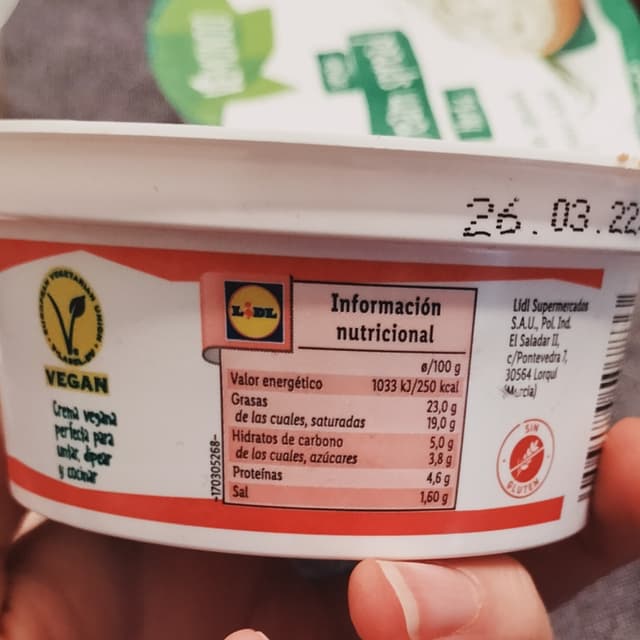 26.03.22
EUROPEAN VEGETARIAN UNION
VEGAN
Crema vegana
perfecta para
untar, dipear
y cocinar
LIDL
Información
nutricional
ø/100 g
Valor energético 1033 kJ/250 kcal
Grasas 23,0 g
de las cuales, saturadas 19,0 g
Hidratos de carbono 5,0 g
de los cuales, azúcares 3,8 g
Proteínas 4,6 g
Sal 1,60 g
-170305268-
Lidl Supermercados
S.A.U., Pol. Ind.
El Saladar II,
c/Pontevedra 7,
30564 Lorquí
(Murcia)
SIN
GLUTEN